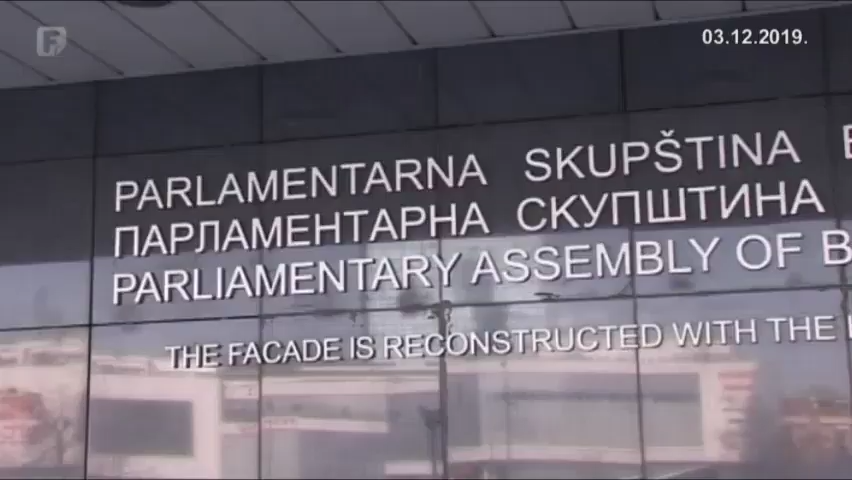 03.12.2019.
PARLAMENTARNA SKUPŠTINA
ПАРЛАМЕНТАРНА СКУПШТИНА
PARLIAMENTARY ASSEMBLY OF B
THE FACADE IS RECONSTRUCTED WITH THE